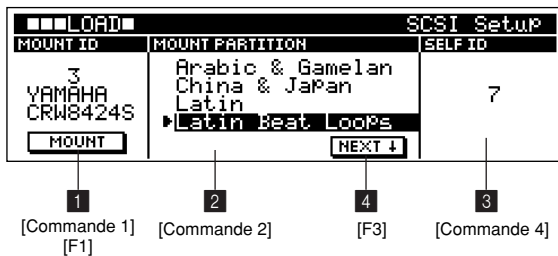 ■■■LOAD■ SCSI Setup
MOUNT ID MOUNT PARTITION SELF ID
3
YAMAHA
CRW8424S
MOUNT
Arabic & Gamelan
China & Japan
Latin
▶Latin Beat Loops
NEXT ↓
7
1 2 4 3
[Commande 1] [Commande 2] [F3] [Commande 4]
[F1]